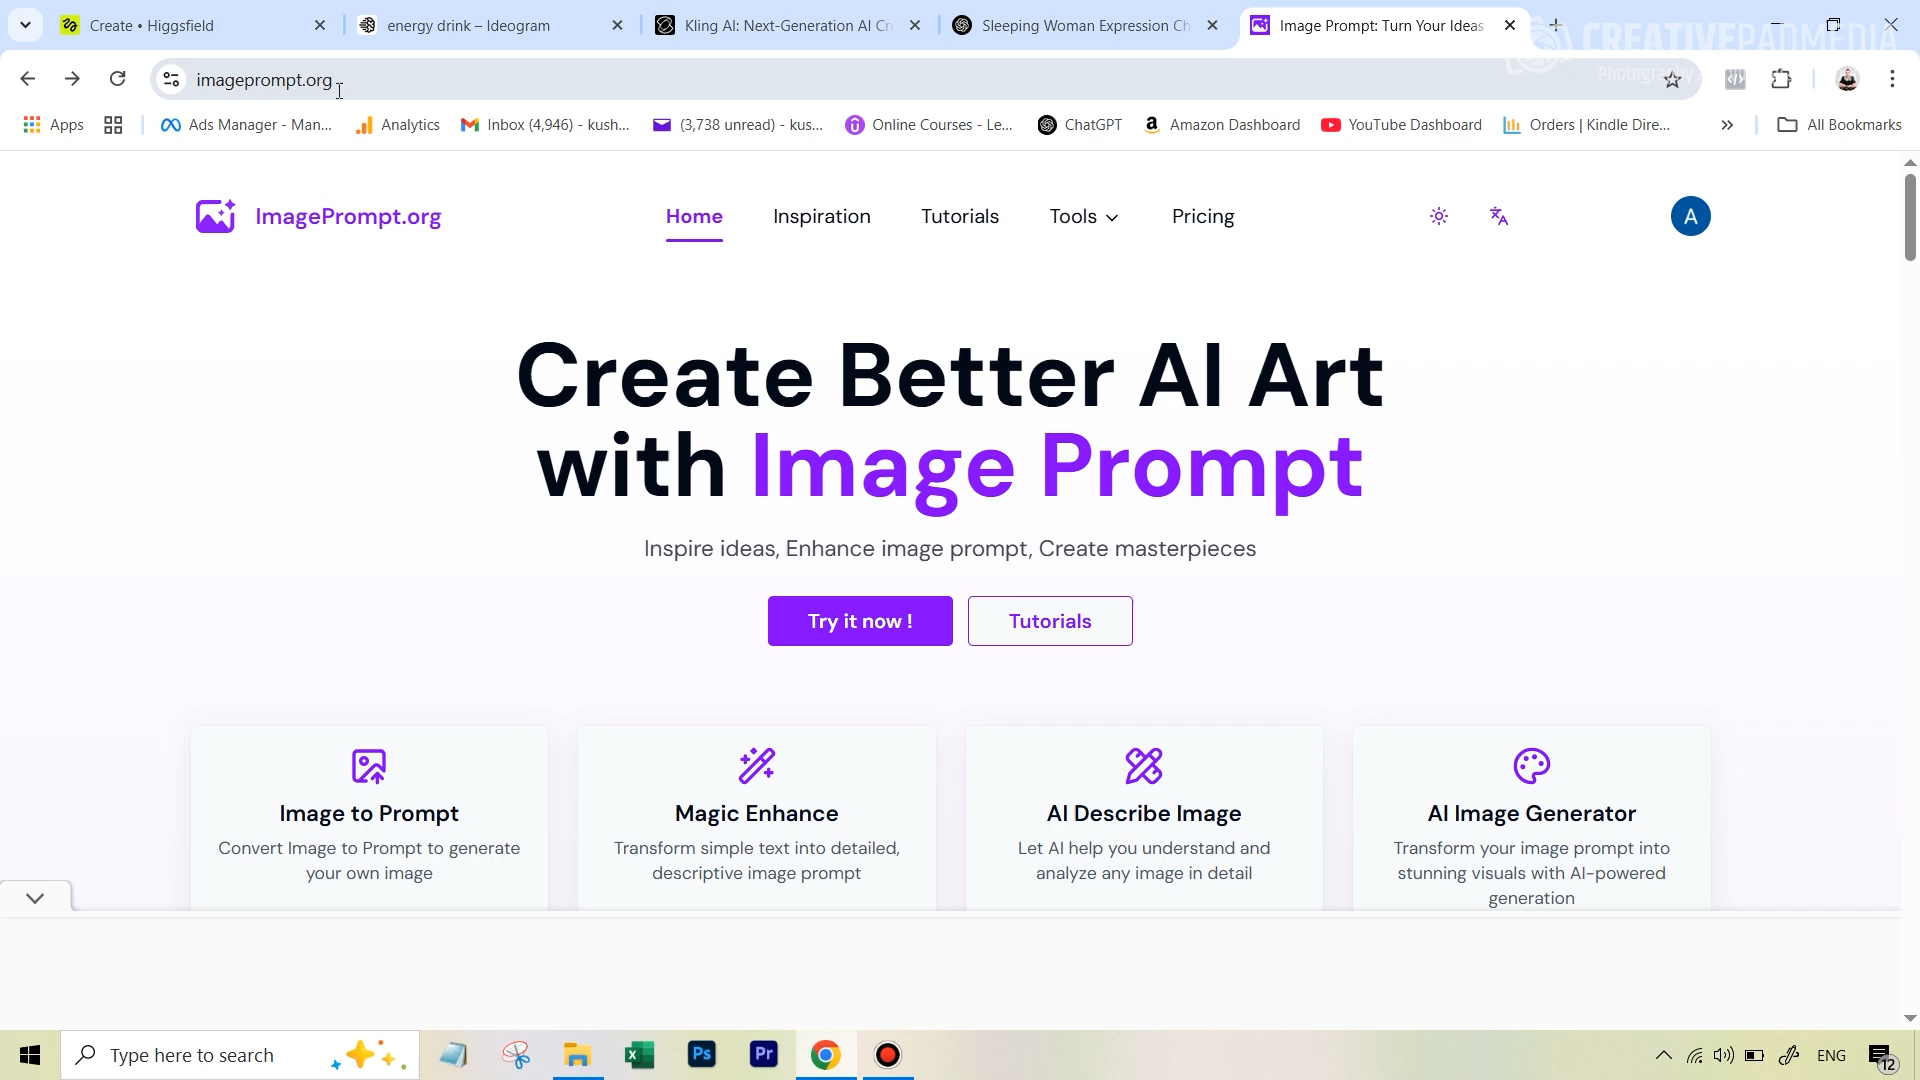 Create • Higgsfield
energy drink – Ideogram
Kling AI: Next-Generation AI Cr
Sleeping Woman Expression Ch
Image Prompt: Turn Your Ideas
CREATIVEPADMEDIA
Photography
imageprompt.org
Apps
Ads Manager - Man...
Analytics
Inbox (4,946) - kush...
(3,738 unread) - kus...
Online Courses - Le...
ChatGPT
Amazon Dashboard
YouTube Dashboard
Orders | Kindle Dire...
All Bookmarks
ImagePrompt.org
Home
Inspiration
Tutorials
Tools
Pricing
A
Create Better AI Art
with Image Prompt
Inspire ideas, Enhance image prompt, Create masterpieces
Try it now !
Tutorials
Image to Prompt
Convert Image to Prompt to generate
your own image
Magic Enhance
Transform simple text into detailed,
descriptive image prompt
AI Describe Image
Let AI help you understand and
analyze any image in detail
AI Image Generator
Transform your image prompt into
stunning visuals with AI-powered
generation
Type here to search
Ps
Pr
ENG
12